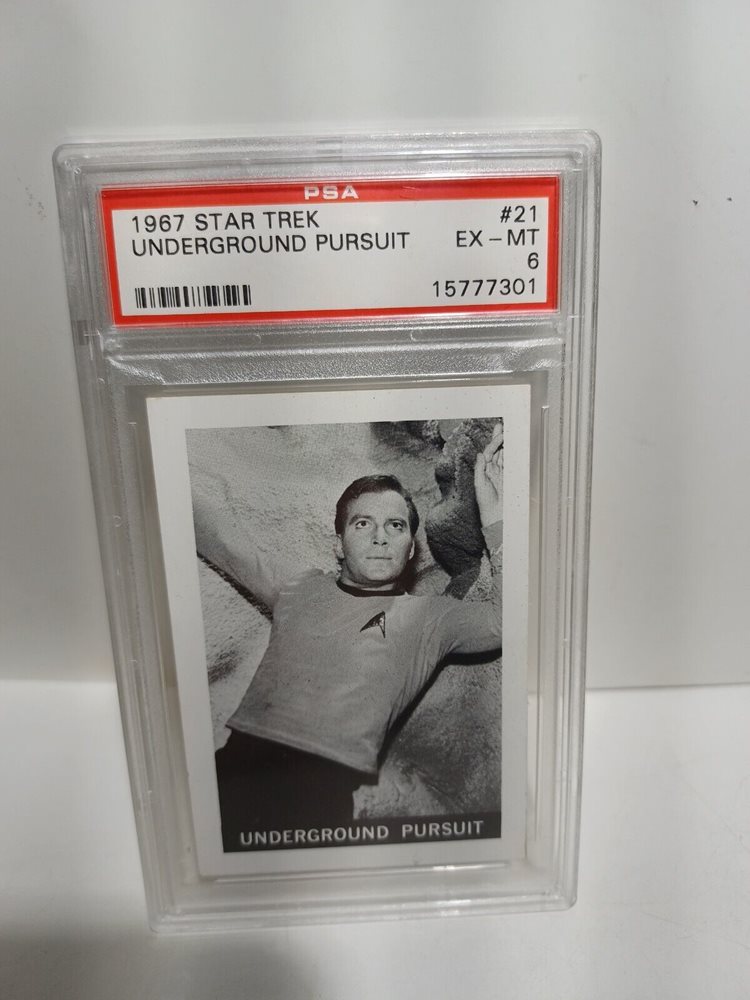 PSA
1967 STAR TREK #21
UNDERGROUND PURSUIT EX – MT
6
15777301
UNDERGROUND PURSUIT